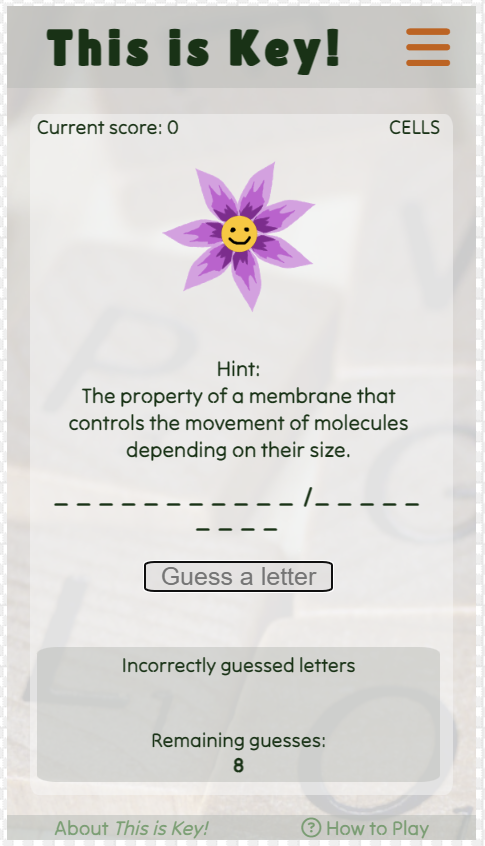 This is Key!
Current score: 0 CELLS
Hint:
The property of a membrane that
controls the movement of molecules
depending on their size.
_ _ _ _ _ _ _ _ _ _ _ /_ _ _ _ _
_ _ _ _
Guess a letter
Incorrectly guessed letters
Remaining guesses:
8
About This is Key! ? How to Play